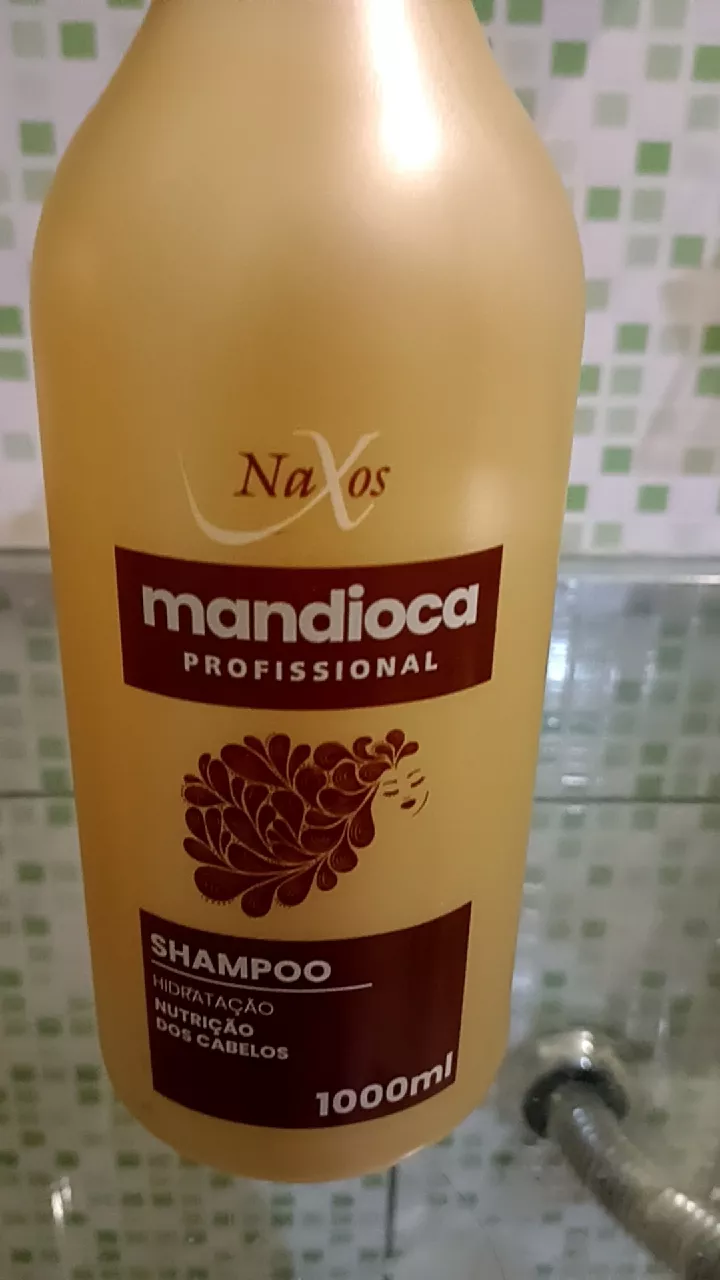 NaXos
mandioca
PROFISSIONAL
SHAMPOO
HIDRATAÇÃO
NUTRIÇÃO
DOS CABELOS
1000ml